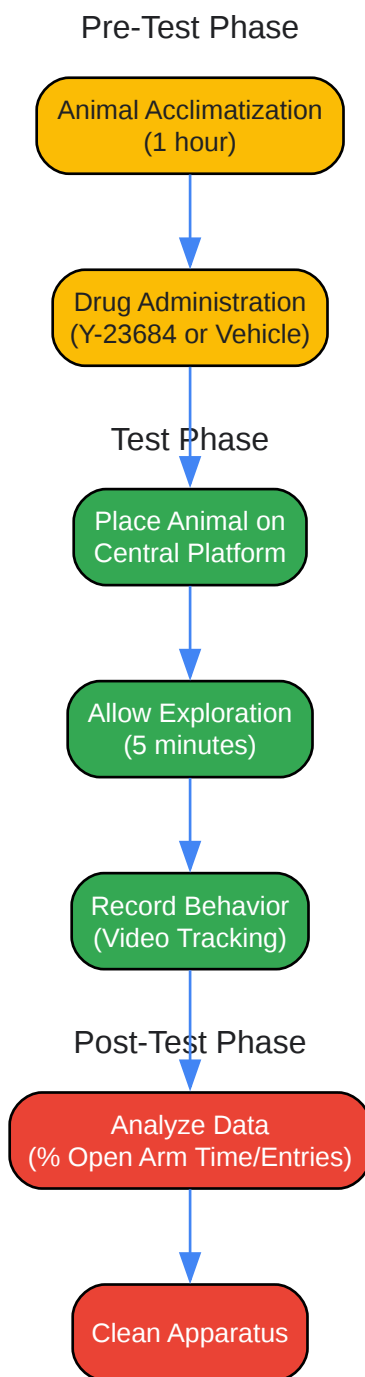 Pre-Test Phase
Animal Acclimatization
(1 hour)
Drug Administration
(Y-23684 or Vehicle)
Test Phase
Place Animal on
Central Platform
Allow Exploration
(5 minutes)
Record Behavior
(Video Tracking)
Post-Test Phase
Analyze Data
(% Open Arm Time/Entries)
Clean Apparatus